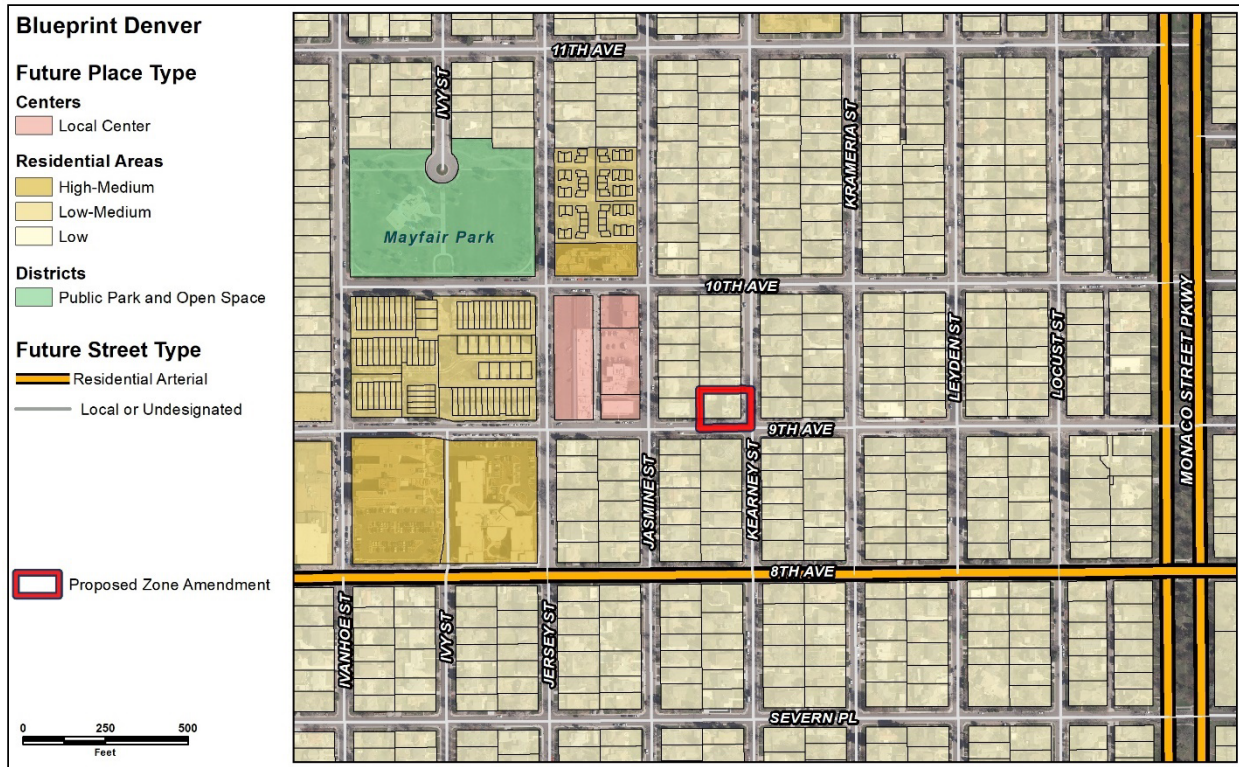 Blueprint Denver
Future Place Type
Centers
Local Center
Residential Areas
High-Medium
Low-Medium
Low
Districts
Public Park and Open Space
Future Street Type
Residential Arterial
Local or Undesignated
Proposed Zone Amendment
0 250 500
Feet
11TH AVE
IVY ST
KRAMERIA ST
Mayfair Park
10TH AVE
MONACO STREET PKWY
LEYDEN ST
LOCUST ST
9TH AVE
JASMINE ST
KEARNEY ST
8TH AVE
IVANHOE ST
IVY ST
JERSEY ST
SEVERN PL